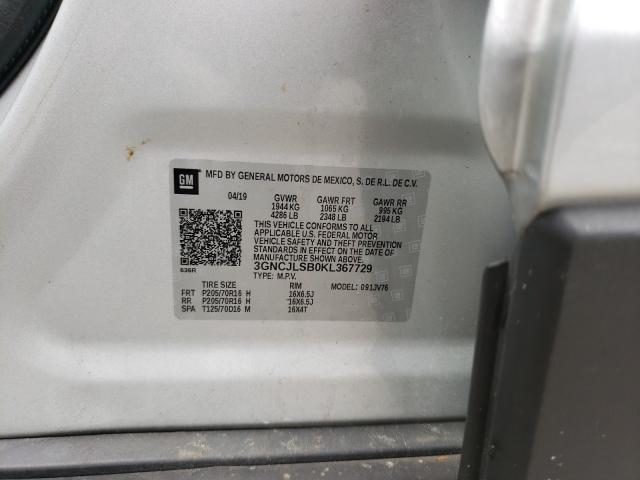 GM MFD BY GENERAL MOTORS DE MEXICO, S. DE R.L. DE C.V.
04/19 GVWR GAWR FRT GAWR RR
1944 KG 1065 KG 995 KG
4286 LB 2348 LB 2194 LB
THIS VEHICLE CONFORMS TO ALL
APPLICABLE U.S. FEDERAL MOTOR
VEHICLE SAFETY STANDARDS
IN EFFECT ON THE DATE OF
MANUFACTURE SHOWN ABOVE.
636R 3GNCJLSB0KL367729
TYPE: M.P.V.
TIRE SIZE RIM MODEL: 091JV76
FRT P205/70R16 H 16X6.5J
RR P205/70R16 H 16X6.5J
SPA T125/70D16 M 16X4T